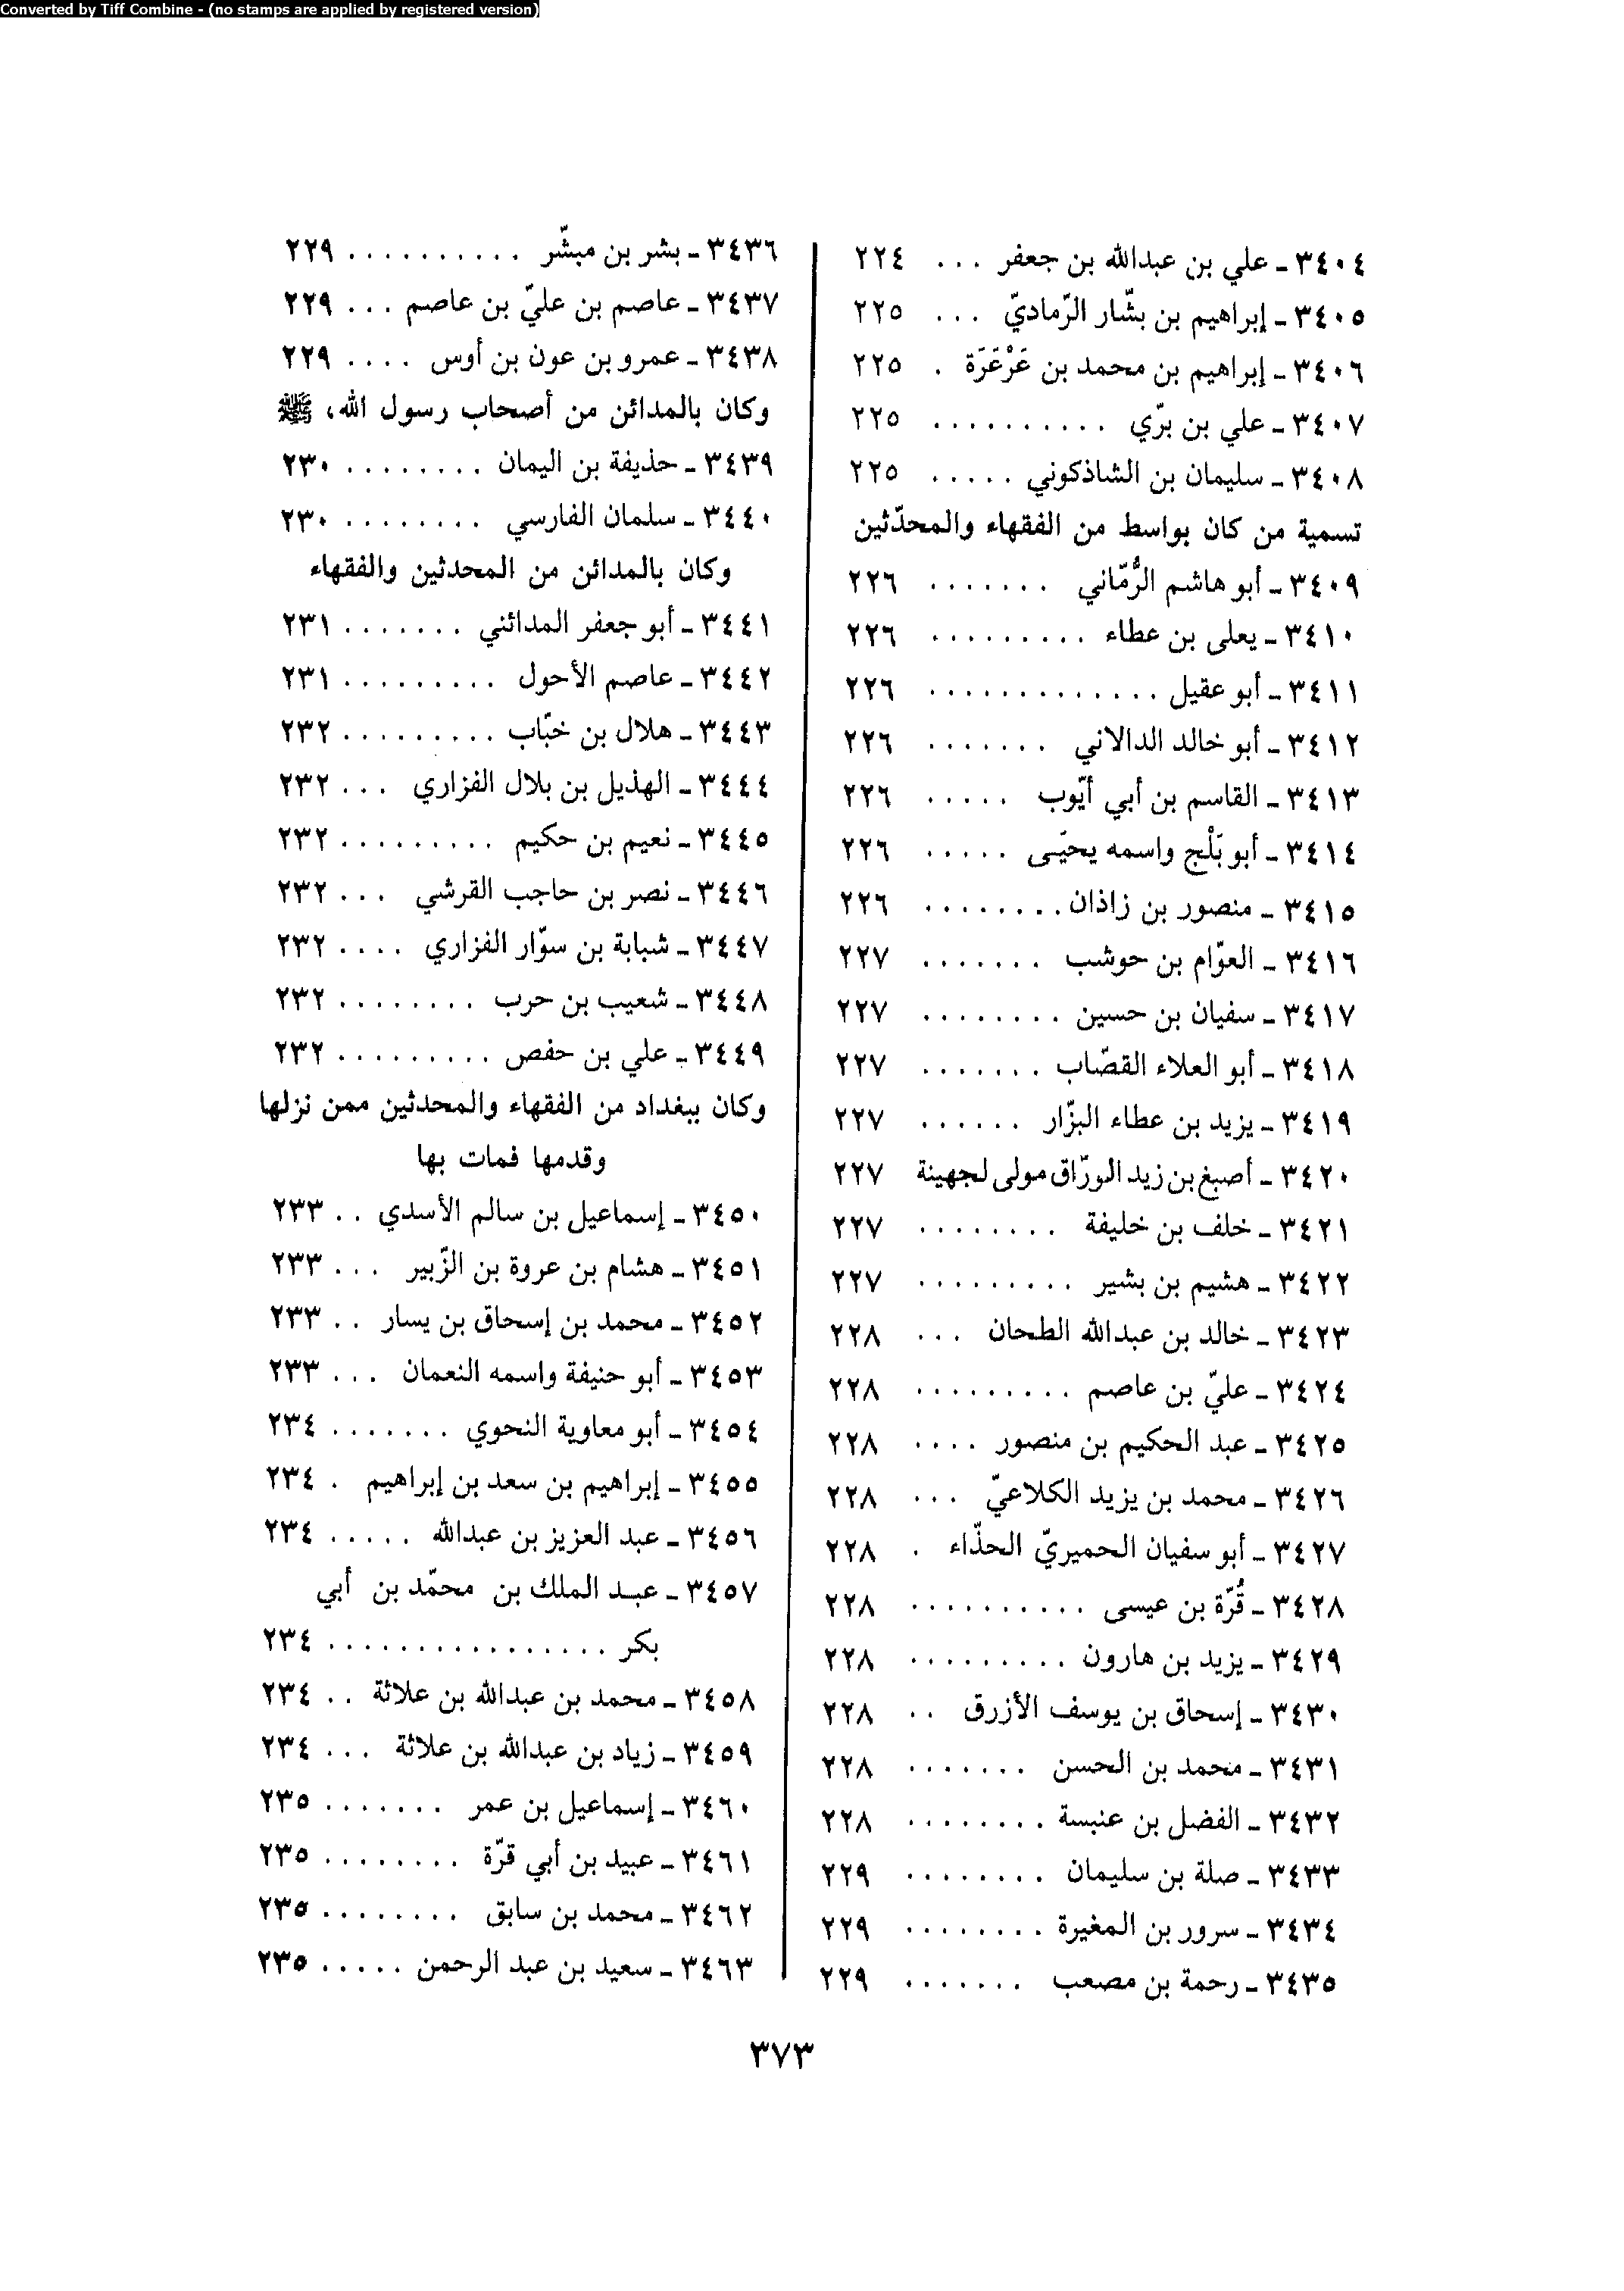 Converted by Tiff Combine - (no stamps are applied by registered version)
٣٤٠٤ - علي بن عبدالله بن جعفر . . . ٢٢٤
٣٤٠٥ - إبراهيم بن بشّار الرّماديّ . . . ٢٢٥
٣٤٠٦ - إبراهيم بن محمد بن عَرْعَرَة . ٢٢٥
٣٤٠٧ - علي بن برّي . . . . . . . . . . ٢٢٥
٣٤٠٨ - سليمان بن الشاذكوني . . . . . ٢٢٥
تسمية من كان بواسط من الفقهاء والمحدّثين
٣٤٠٩ - أبو هاشم الرُّمّاني . . . . . . . ٢٢٦
٣٤١٠ - يعلى بن عطاء . . . . . . . . . ٢٢٦
٣٤١١ - أبو عقيل . . . . . . . . . . . . . ٢٢٦
٣٤١٢ - أبو خالد الدالاني . . . . . . . ٢٢٦
٣٤١٣ - القاسم بن أبي أيّوب . . . . . ٢٢٦
٣٤١٤ - أبو بَلْج واسمه يحيَى . . . . . ٢٢٦
٣٤١٥ - منصور بن زاذان . . . . . . . . ٢٢٦
٣٤١٦ - العوّام بن حوشب . . . . . . . ٢٢٧
٣٤١٧ - سفيان بن حسين . . . . . . . . ٢٢٧
٣٤١٨ - أبو العلاء القصّاب . . . . . . . ٢٢٧
٣٤١٩ - يزيد بن عطاء البزّار . . . . . . ٢٢٧
٣٤٢٠ - أصبغ بن زيد الورّاق مولى لجهينة ٢٢٧
٣٤٢١ - خلف بن خليفة . . . . . . . . ٢٢٧
٣٤٢٢ - هشيم بن بشير . . . . . . . . . ٢٢٧
٣٤٢٣ - خالد بن عبدالله الطحان . . . ٢٢٨
٣٤٢٤ - عليّ بن عاصم . . . . . . . . . ٢٢٨
٣٤٢٥ - عبد الحكيم بن منصور . . . . ٢٢٨
٣٤٢٦ - محمد بن يزيد الكلاعيّ . . . ٢٢٨
٣٤٢٧ - أبو سفيان الحميريّ الحذّاء . ٢٢٨
٣٤٢٨ - قُرّة بن عيسى . . . . . . . . . . ٢٢٨
٣٤٢٩ - يزيد بن هارون . . . . . . . . . ٢٢٨
٣٤٣٠ - إسحاق بن يوسف الأزرق . . ٢٢٨
٣٤٣١ - محمد بن الحسن . . . . . . . ٢٢٨
٣٤٣٢ - الفضل بن عنبسة . . . . . . . . ٢٢٨
٣٤٣٣ - صلة بن سليمان . . . . . . . . ٢٢٩
٣٤٣٤ - سرور بن المغيرة . . . . . . . . ٢٢٩
٣٤٣٥ - رحمة بن مصعب . . . . . . . ٢٢٩
٣٤٣٦ - بشر بن مبشّر . . . . . . . . . . ٢٢٩
٣٤٣٧ - عاصم بن عليّ بن عاصم . . . ٢٢٩
٣٤٣٨ - عمرو بن عون بن أوس . . . . ٢٢٩
وكان بالمدائن من أصحاب رسول الله، ﷺ
٣٤٣٩ - حذيفة بن اليمان . . . . . . . . ٢٣٠
٣٤٤٠ - سلمان الفارسي . . . . . . . . ٢٣٠
وكان بالمدائن من المحدثين والفقهاء
٣٤٤١ - أبو جعفر المدائني . . . . . . . ٢٣١
٣٤٤٢ - عاصم الأحول . . . . . . . . . ٢٣١
٣٤٤٣ - هلال بن خبّاب . . . . . . . . . ٢٣٢
٣٤٤٤ - الهذيل بن بلال الفزاري . . . ٢٣٢
٣٤٤٥ - نعيم بن حكيم . . . . . . . . . ٢٣٢
٣٤٤٦ - نصر بن حاجب القرشي . . . ٢٣٢
٣٤٤٧ - شبابة بن سوّار الفزاري . . . . ٢٣٢
٣٤٤٨ - شعيب بن حرب . . . . . . . . ٢٣٢
٣٤٤٩ - علي بن حفص . . . . . . . . . ٢٣٢
وكان ببغداد من الفقهاء والمحدثين ممن نزلها
وقدمها فمات بها
٣٤٥٠ - إسماعيل بن سالم الأسدي . . ٢٣٣
٣٤٥١ - هشام بن عروة بن الزّبير . . . ٢٣٣
٣٤٥٢ - محمد بن إسحاق بن يسار . . ٢٣٣
٣٤٥٣ - أبو حنيفة واسمه النعمان . . . ٢٣٣
٣٤٥٤ - أبو معاوية النحوي . . . . . . . ٢٣٤
٣٤٥٥ - إبراهيم بن سعد بن إبراهيم . ٢٣٤
٣٤٥٦ - عبد العزيز بن عبدالله . . . . . ٢٣٤
٣٤٥٧ - عبد الملك بن محمّد بن أبي
بكر . . . . . . . . . . . . . . . . ٢٣٤
٣٤٥٨ - محمد بن عبدالله بن علاثة . . ٢٣٤
٣٤٥٩ - زياد بن عبدالله بن علاثة . . . ٢٣٤
٣٤٦٠ - إسماعيل بن عمر . . . . . . . ٢٣٥
٣٤٦١ - عبيد بن أبي قرّة . . . . . . . . ٢٣٥
٣٤٦٢ - محمد بن سابق . . . . . . . . ٢٣٥
٣٤٦٣ - سعيد بن عبد الرحمن . . . . . ٢٣٥
٣٧٣